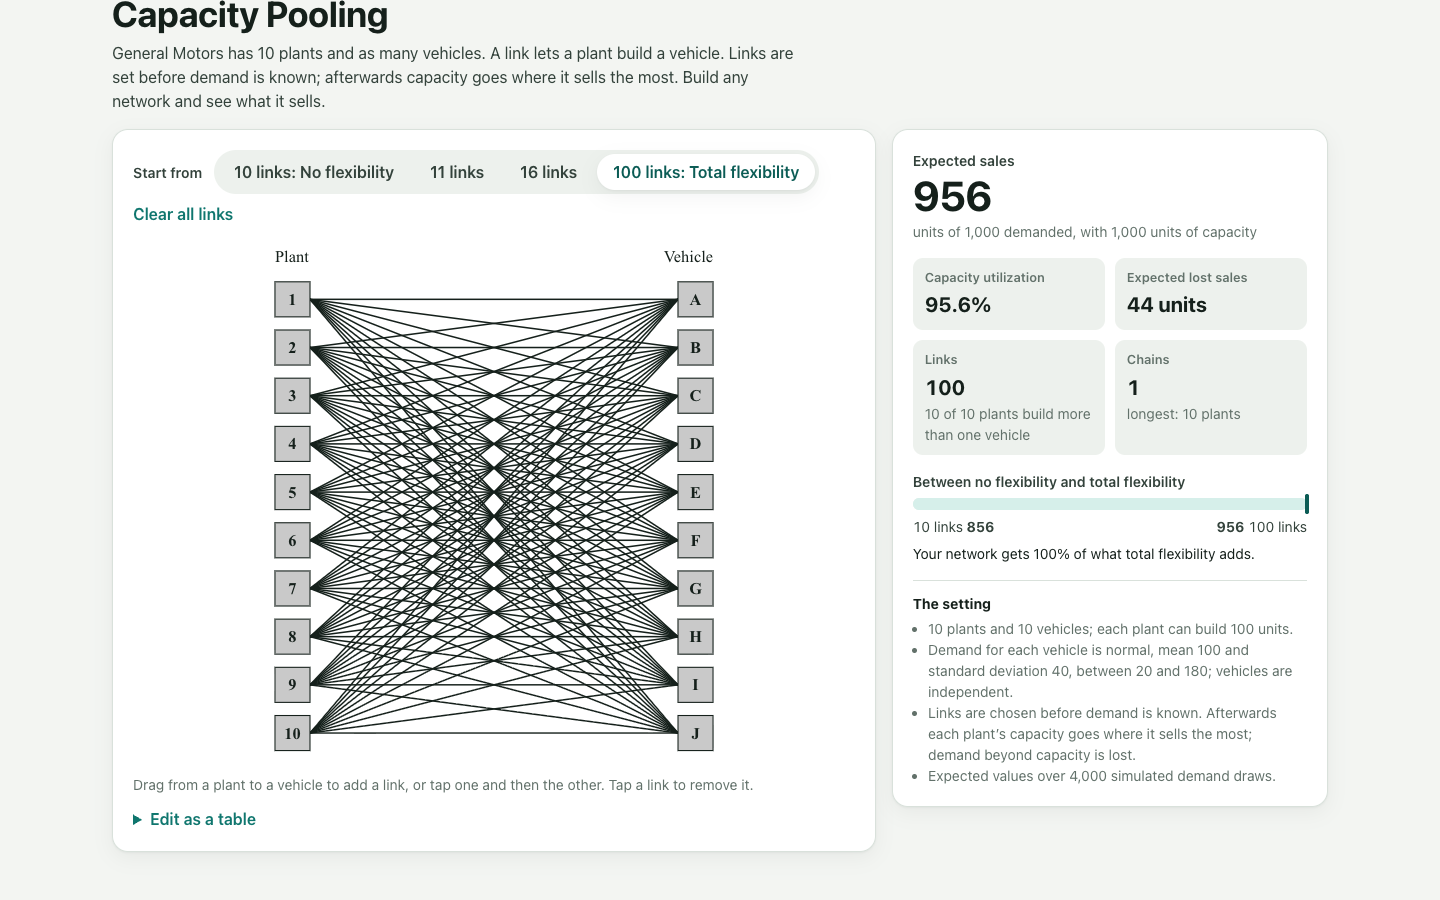 Capacity Pooling
General Motors has 10 plants and as many vehicles. A link lets a plant build a vehicle. Links are
set before demand is known; afterwards capacity goes where it sells the most. Build any
network and see what it sells.
Start from
10 links: No flexibility
11 links
16 links
100 links: Total flexibility
Clear all links
Plant
Vehicle
1
A
2
B
3
C
4
D
5
E
6
F
7
G
8
H
9
I
10
J
Drag from a plant to a vehicle to add a link, or tap one and then the other. Tap a link to remove it.
Edit as a table
Expected sales
956
units of 1,000 demanded, with 1,000 units of capacity
Capacity utilization
95.6%
Expected lost sales
44 units
Links
100
10 of 10 plants build more
than one vehicle
Chains
1
longest: 10 plants
Between no flexibility and total flexibility
10 links 856
956 100 links
Your network gets 100% of what total flexibility adds.
The setting
10 plants and 10 vehicles; each plant can build 100 units.
Demand for each vehicle is normal, mean 100 and
standard deviation 40, between 20 and 180; vehicles are
independent.
Links are chosen before demand is known. Afterwards
each plant's capacity goes where it sells the most;
demand beyond capacity is lost.
Expected values over 4,000 simulated demand draws.